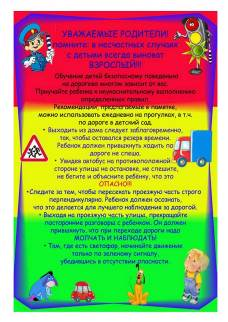 УВАЖАЕМЫЕ РОДИТЕЛИ!
помните: в несчастных случаях
с детьми всегда виноват
ВЗРОСЛЫЙ!!!
Обучение детей безопасному поведению
на дорогах во многом зависит от вас.
Приучайте ребенка к неукоснительному выполнению
определенных правил.
Рекомендации, предлагаемые в памятке,
можно использовать ежедневно на прогулках, в т.ч.
по дороге в детский сад.
• Выходить из дома следует заблаговременно,
так, чтобы оставался резерв времени.
Ребенок должен привыкнуть ходить по
дороге не спеша.
• Увидев автобус на противоположной
стороне улицы на остановке, не спешите,
не бегите и объясните ребенку, что это
ОПАСНО!!!
•Следите за тем, чтобы пересекать проезжую часть строго
перпендикулярно. Ребенок должен осознать,
что это делается для лучшего наблюдения за дорогой.
• Выходя на проезжую часть улицы, прекращайте
посторонние разговоры с ребенком. Он должен
привыкнуть, что при переходе дороги надо
МОЛЧАТЬ И НАБЛЮДАТЬ!
• Там, где есть светофор, начинайте движение
только по зеленому сигналу,
убедившись в отсутствии опасности.